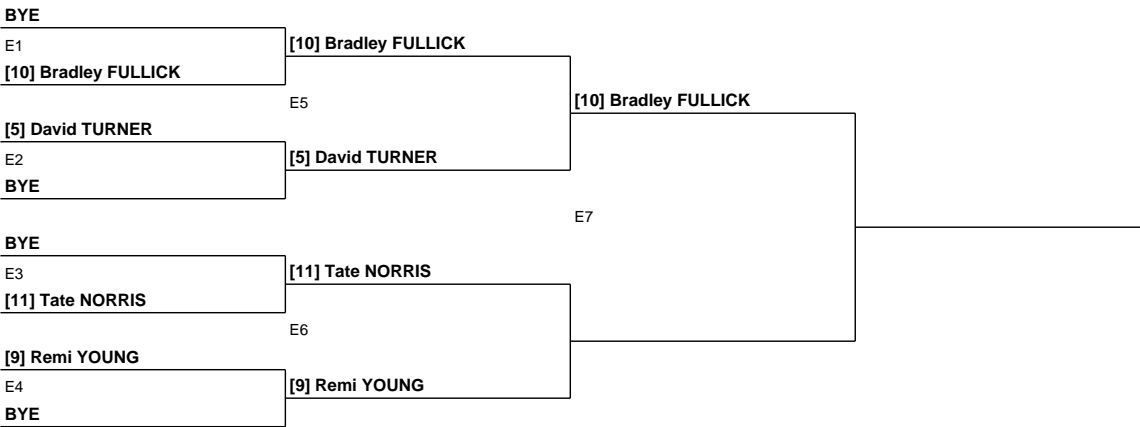 BYE
E1
[10] Bradley FULLICK
[10] Bradley FULLICK
E5
[10] Bradley FULLICK
[5] David TURNER
E2
[5] David TURNER
BYE
E7
BYE
E3
[11] Tate NORRIS
[11] Tate NORRIS
E6
[9] Remi YOUNG
E4
[9] Remi YOUNG
BYE